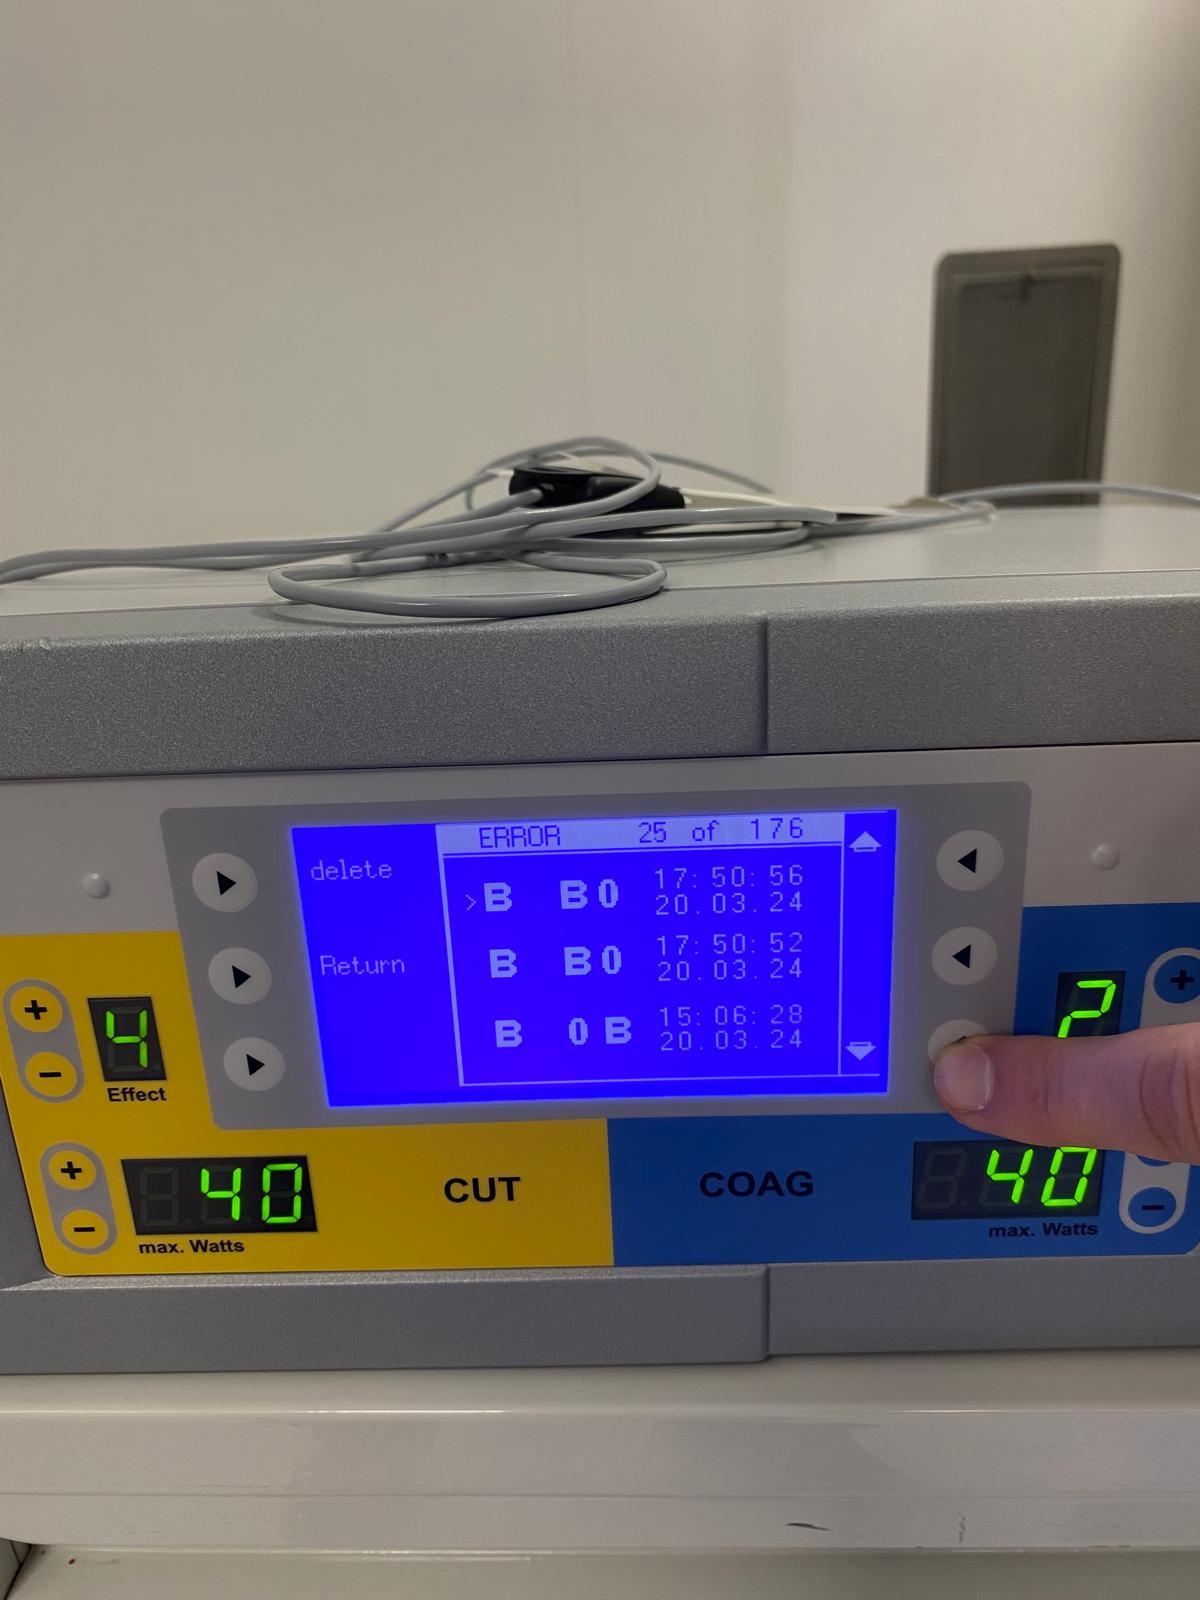 ERROR 25 of 176
delete
>B B0 17:50:56
20.03.24
Return
B B0 17:50:52
20.03.24
B 0B 15:06:28
20.03.24
+
-
4
Effect
+
2
+
-
40
max. Watts
CUT
COAG
40
max. Watts
-